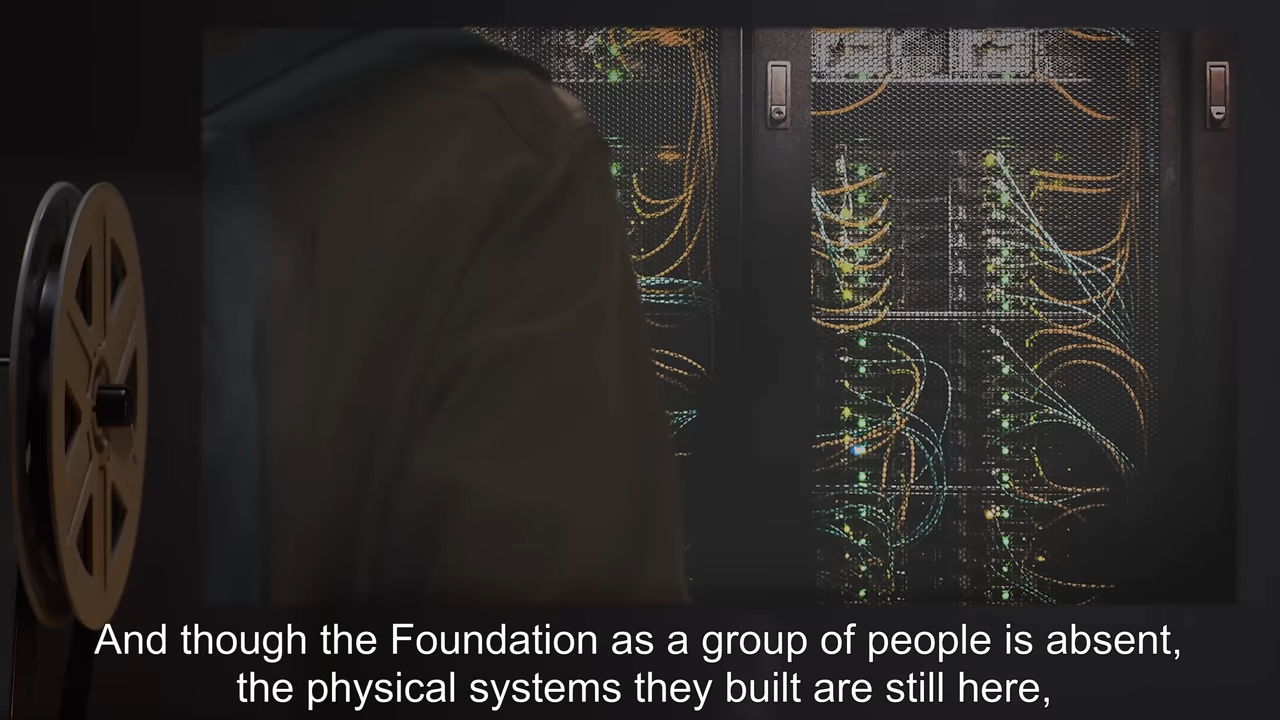 And though the Foundation as a group of people is absent,
the physical systems they built are still here,